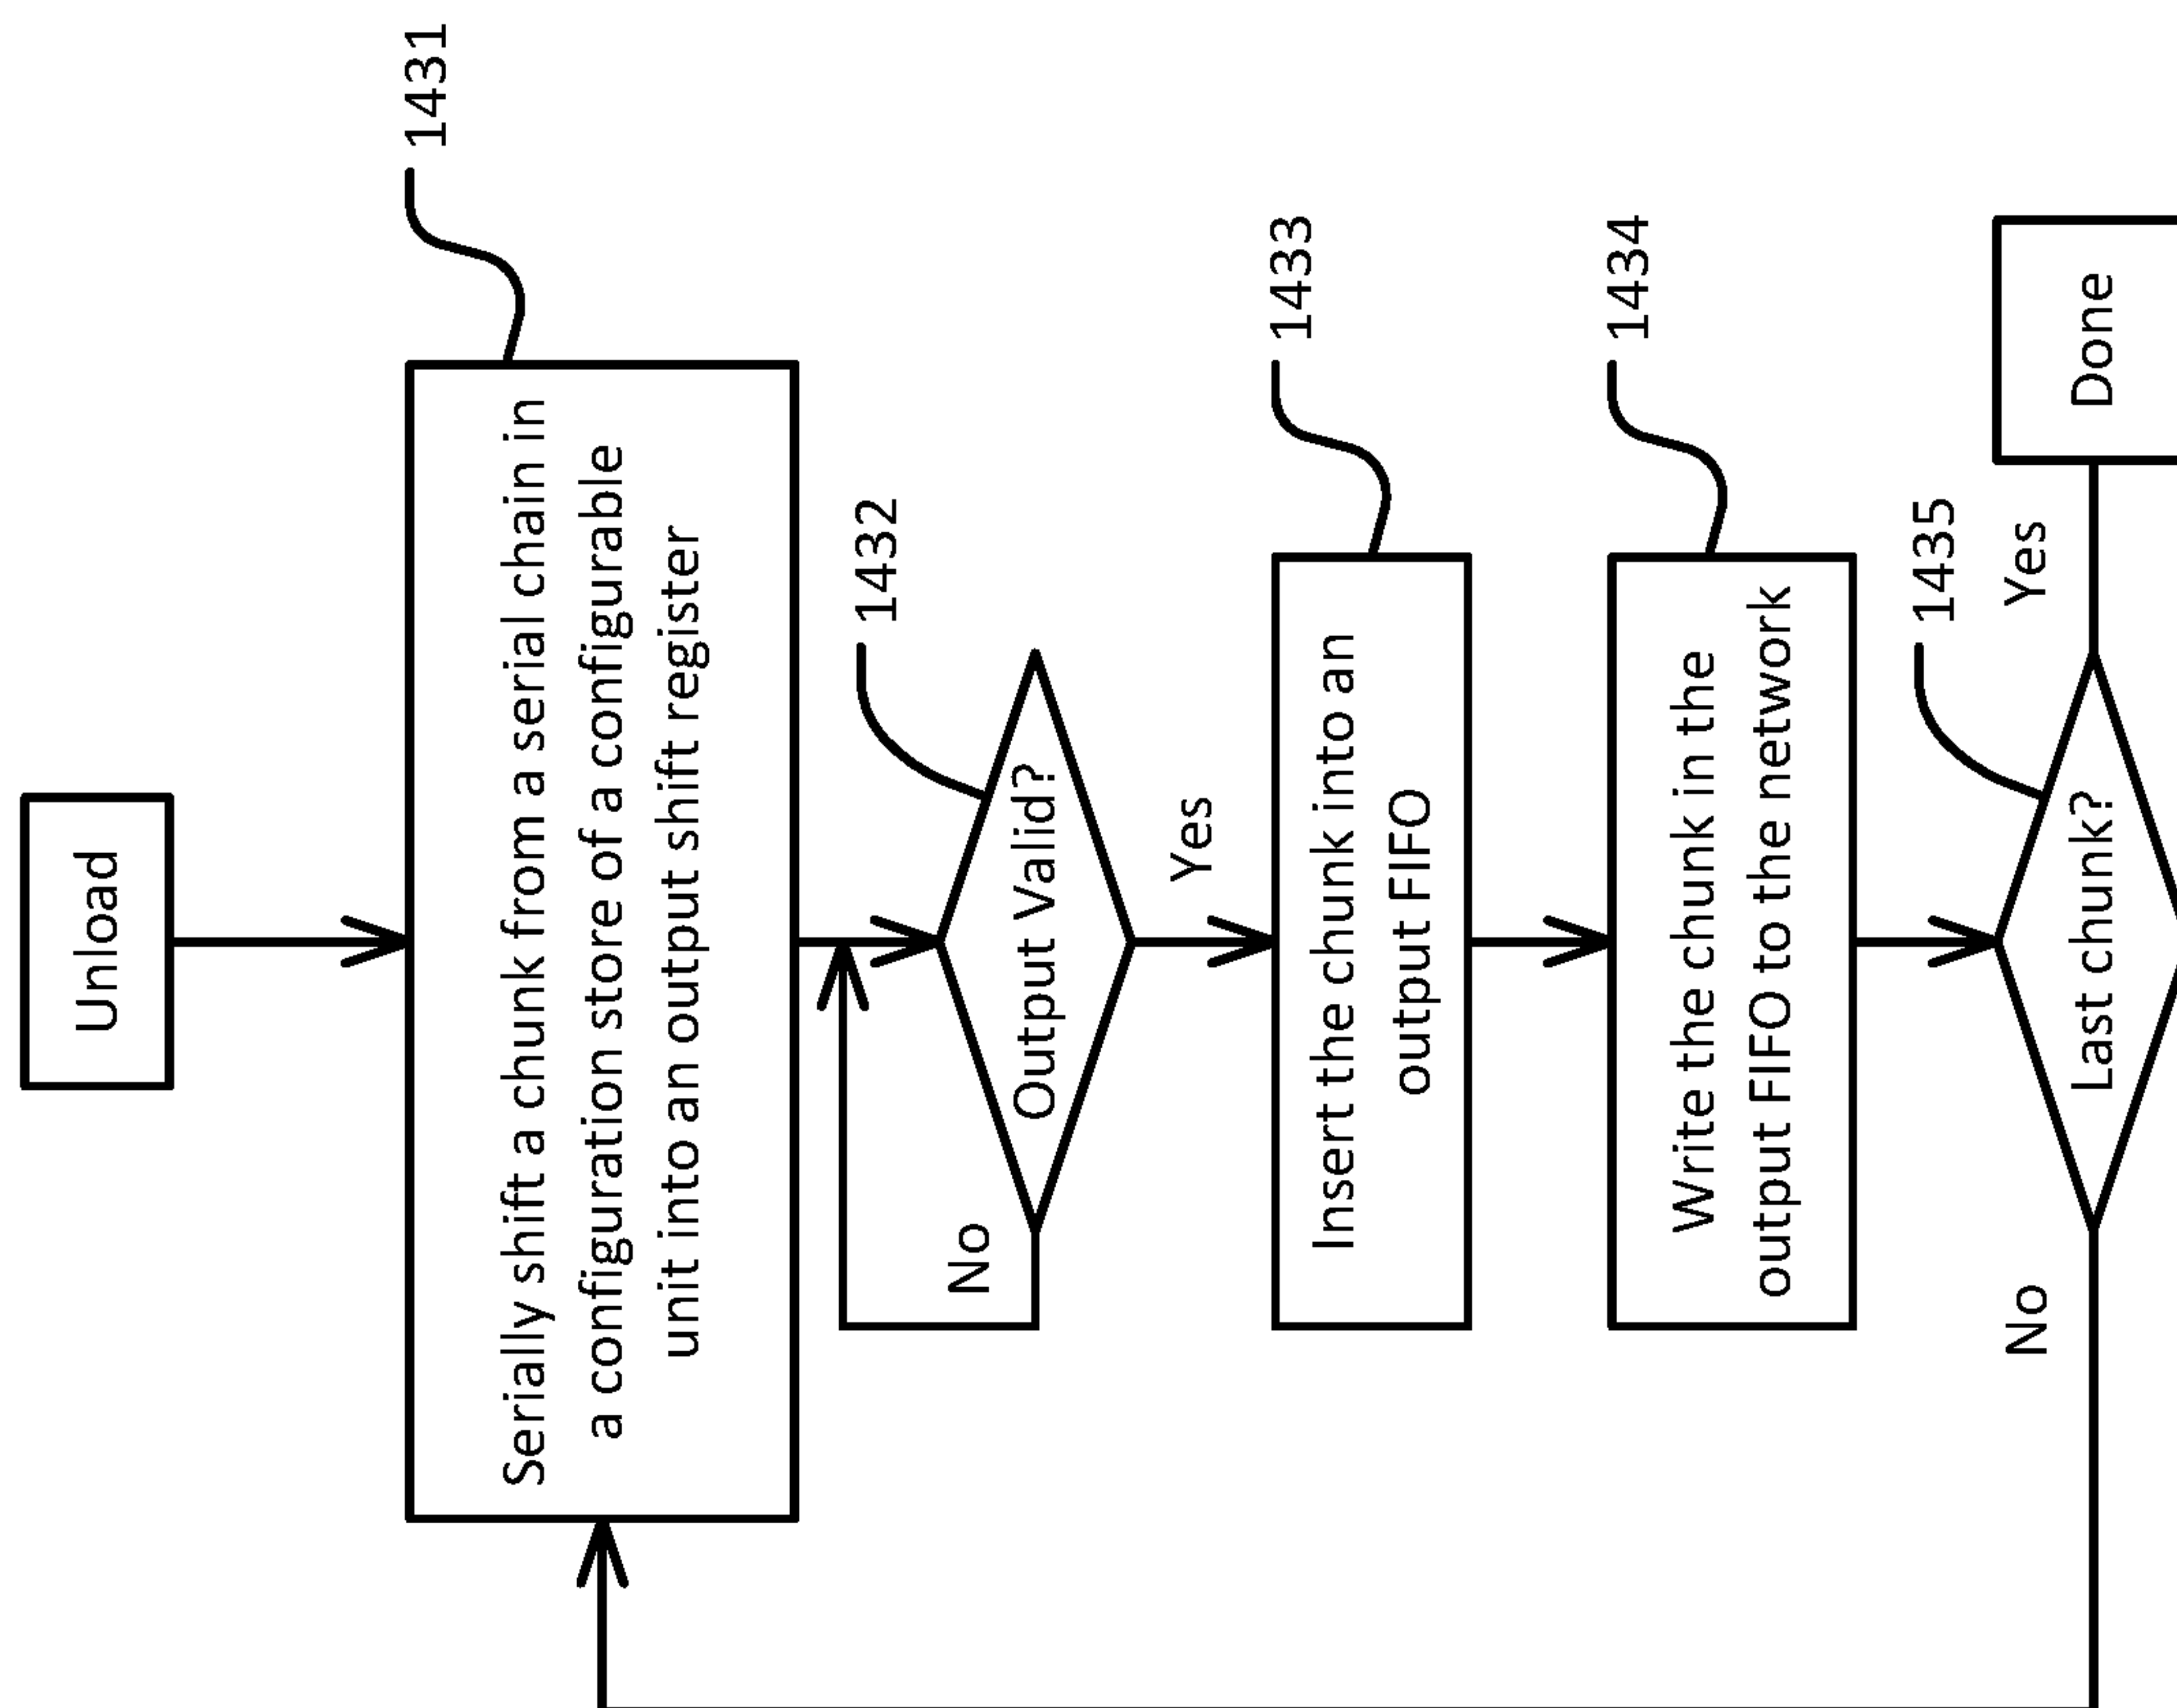 Unload
1431
Serially shift a chunk from a serial chain in
a configuration store of a configurable
unit into an output shift register
1432
Output Valid?
No
Yes
1433
Insert the chunk into an
output FIFO
1434
Write the chunk in the
output FIFO to the network
1435
Last chunk?
No
Yes
Done